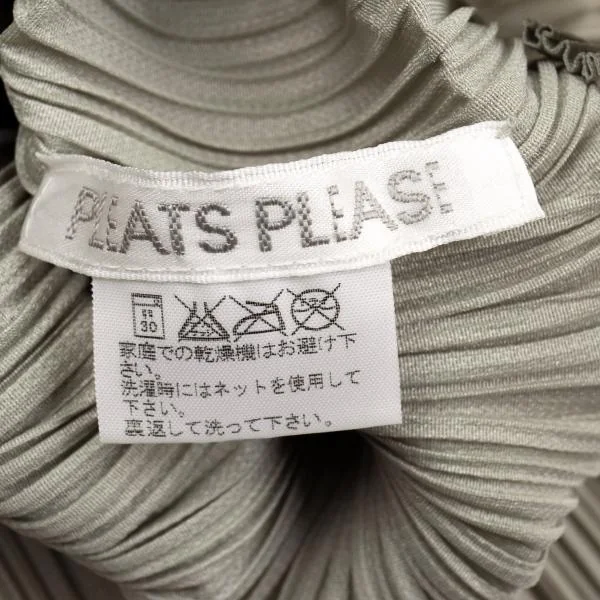 PLEATS PLEASE
弱
30
家庭での乾燥機はお避け下
さい。
洗濯時にはネットを使用して
下さい。
裏返して洗って下さい。